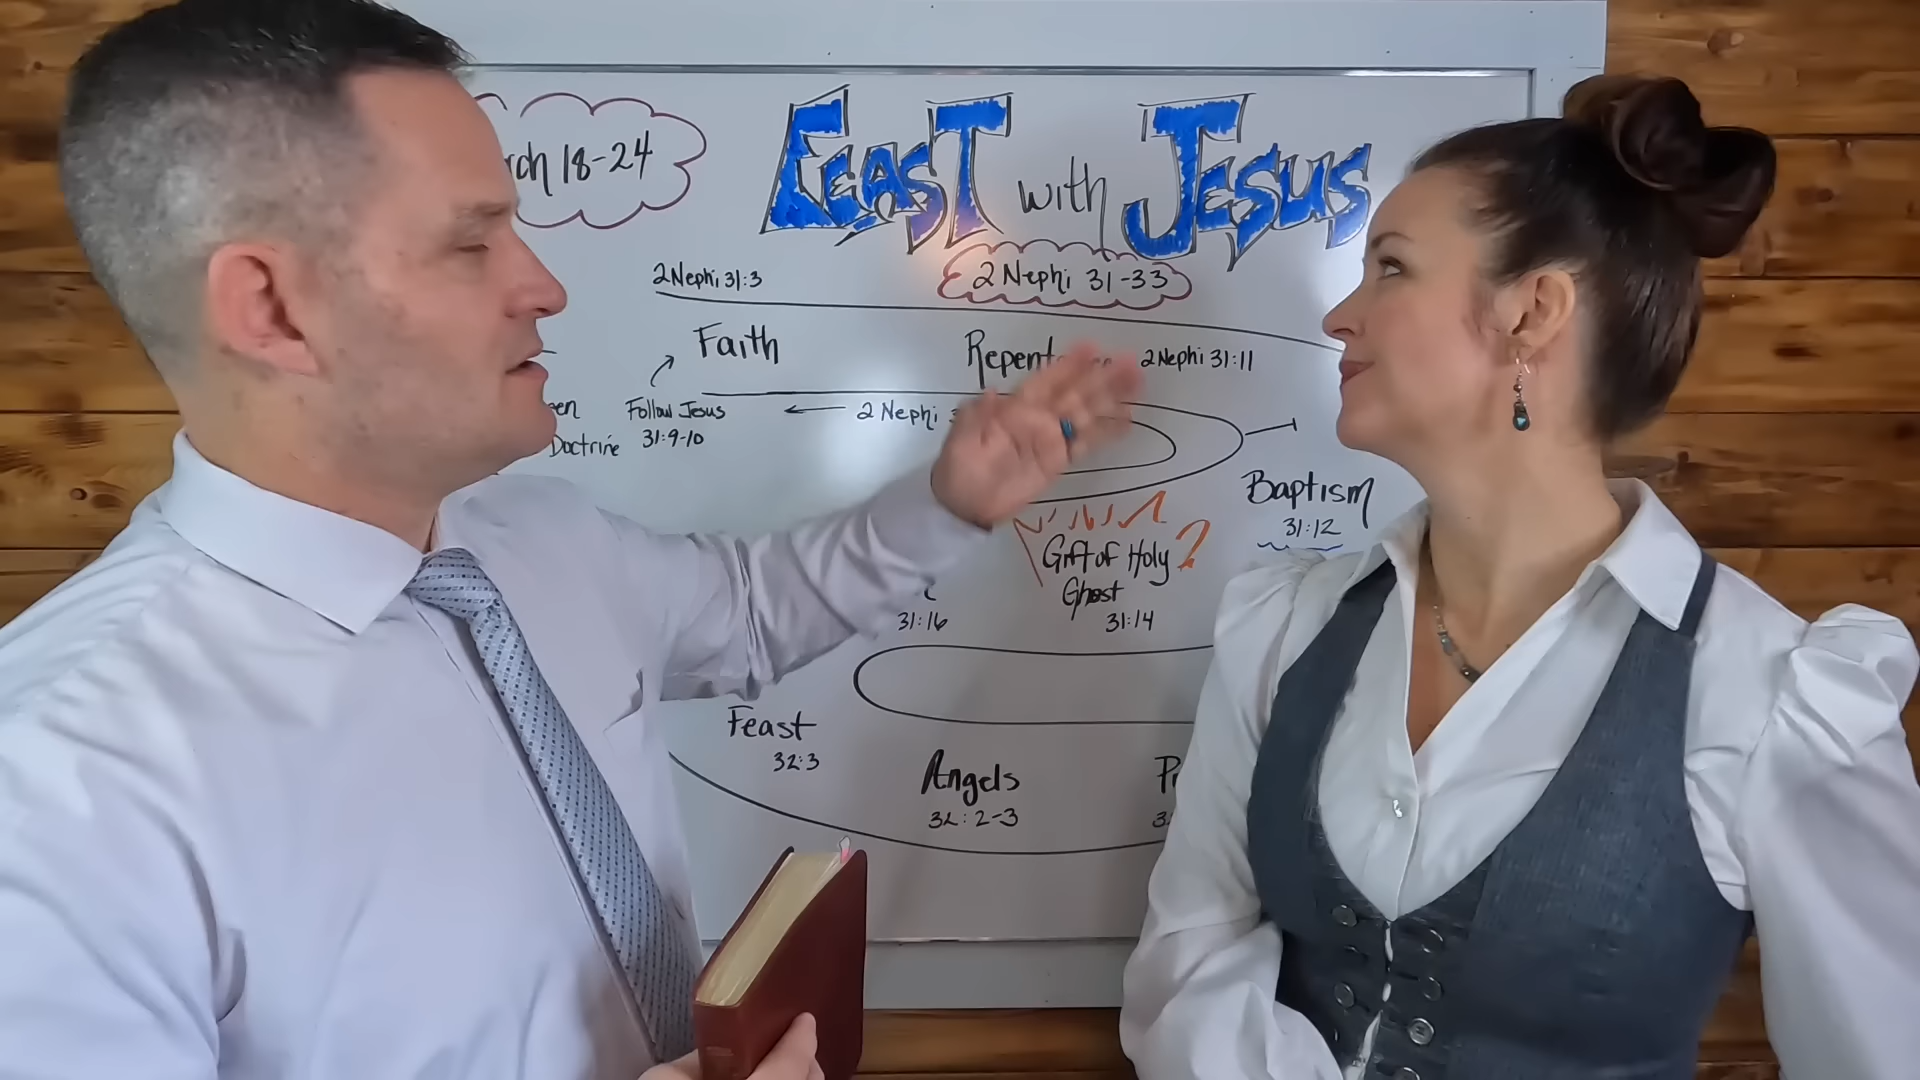 rch 18-24
FEAST with JESUS
2 Nephi 31-33
2 Nephi 31:3
Faith
Repent
2 Nephi 31:11
Follow Jesus
31:9-10
2 Nephi
Doctrine
Baptism
31:12
Gift of Holy ?
Ghost
31:14
31:16
Feast
32:3
Angels
32:2-3